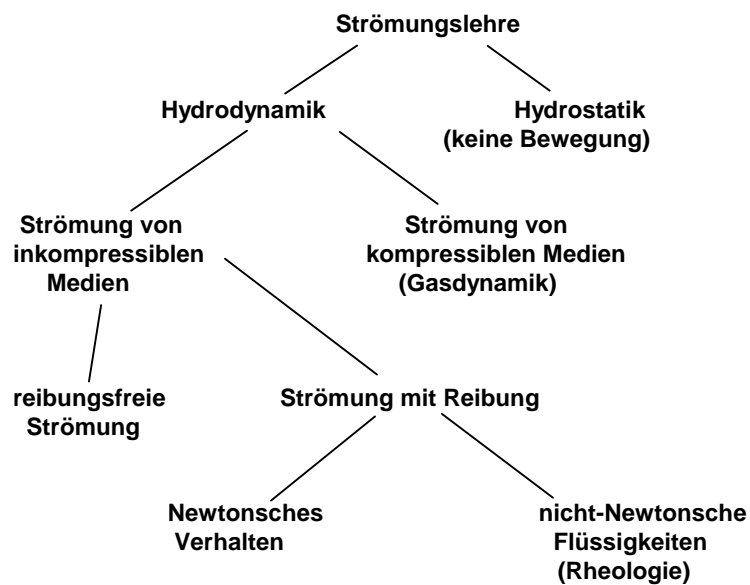 Strömungslehre
Hydrodynamik
Hydrostatik
(keine Bewegung)
Strömung von
inkompressiblen
Medien
Strömung von
kompressiblen Medien
(Gasdynamik)
reibungsfreie
Strömung
Strömung mit Reibung
Newtonsches
Verhalten
nicht-Newtonsche
Flüssigkeiten
(Rheologie)